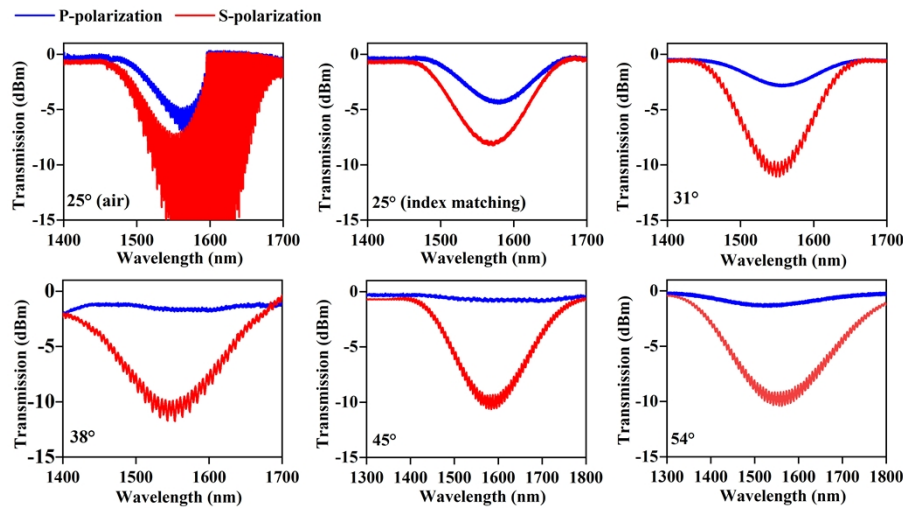 P-polarization S-polarization
0
-5
-10
-15
1400 1500 1600 1700
Transmission (dBm)
Wavelength (nm)
25° (air)
0
-5
-10
-15
1400 1500 1600 1700
Transmission (dBm)
Wavelength (nm)
25° (index matching)
0
-5
-10
-15
1400 1500 1600 1700
Transmission (dBm)
Wavelength (nm)
31°
0
-5
-10
-15
1400 1500 1600 1700
Transmission (dBm)
Wavelength (nm)
38°
0
-5
-10
-15
1300 1400 1500 1600 1700 1800
Transmission (dBm)
Wavelength (nm)
45°
0
-5
-10
-15
1300 1400 1500 1600 1700 1800
Transmission (dBm)
Wavelength (nm)
54°